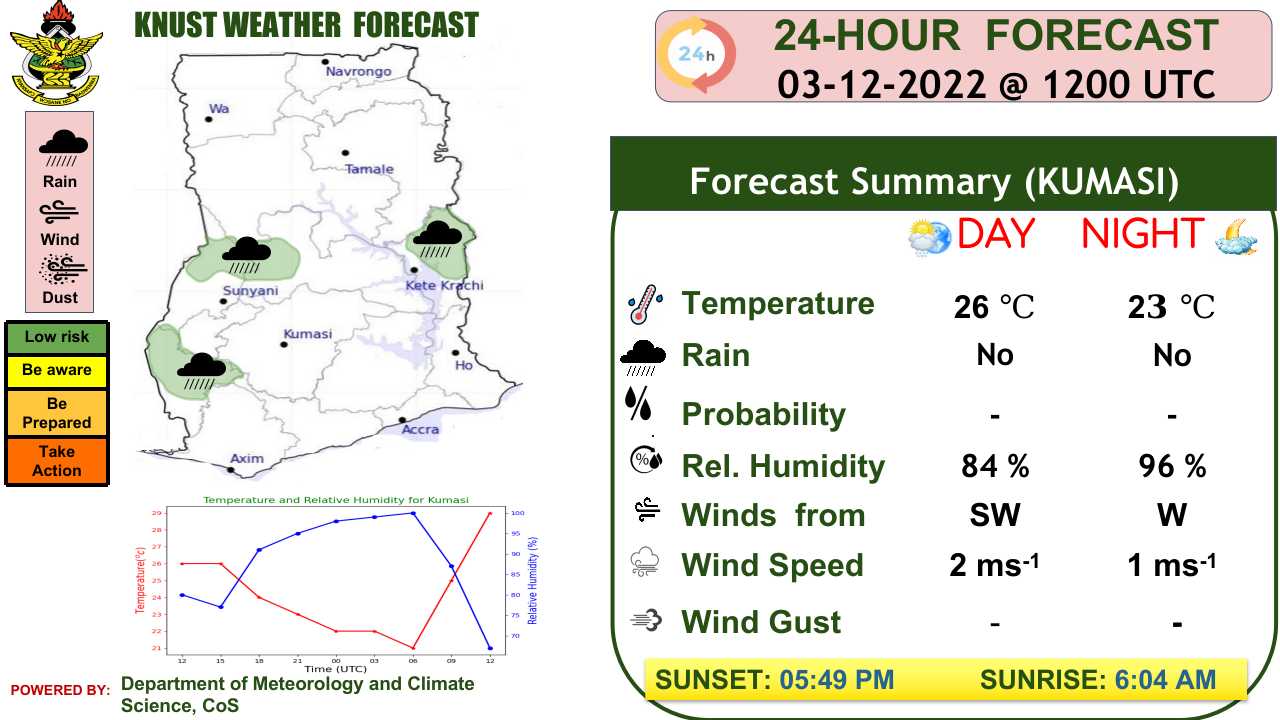 KNUST WEATHER FORECAST
24h
24-HOUR FORECAST
03-12-2022 @ 1200 UTC
Rain
Wind
Dust
Low risk
Be aware
Be
Prepared
Take
Action
Navrongo
Wa
Tamale
Kete Krachi
Sunyani
Kumasi
Ho
Accra
Axim
Forecast Summary (KUMASI)
DAY NIGHT
Temperature 26 °C 23 °C
Rain No No
Probability - -
% Rel. Humidity 84 % 96 %
Winds from SW W
Wind Speed 2 ms-1 1 ms-1
Wind Gust - -
SUNSET: 05:49 PM SUNRISE: 6:04 AM
Temperature and Relative Humidity for Kumasi
Temperature(°c)
29
28
27
26
25
24
23
22
21
100
95
90
85
80
75
70
Relative Humidity (%)
12 15 18 21 00 03 06 09 12
Time (UTC)
POWERED BY: Department of Meteorology and Climate
Science, CoS